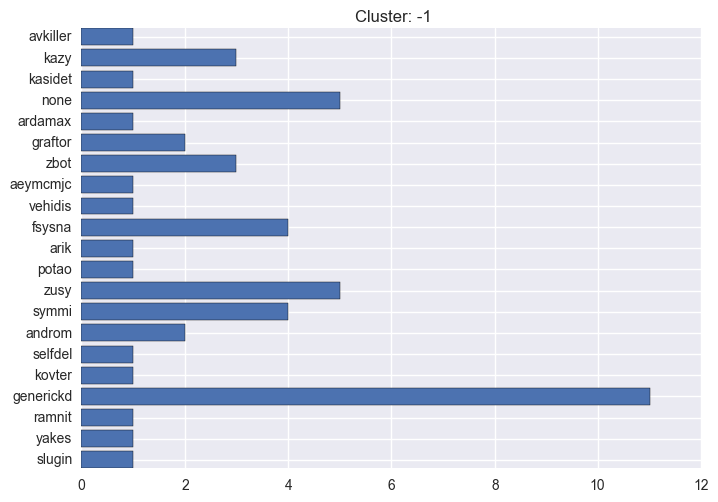 Cluster: -1
avkiller
kazy
kasidet
none
ardamax
graftor
zbot
aeymcmjc
vehidis
fsysna
arik
potao
zusy
symmi
androm
selfdel
kovter
generickd
ramnit
yakes
slugin
0 2 4 6 8 10 12